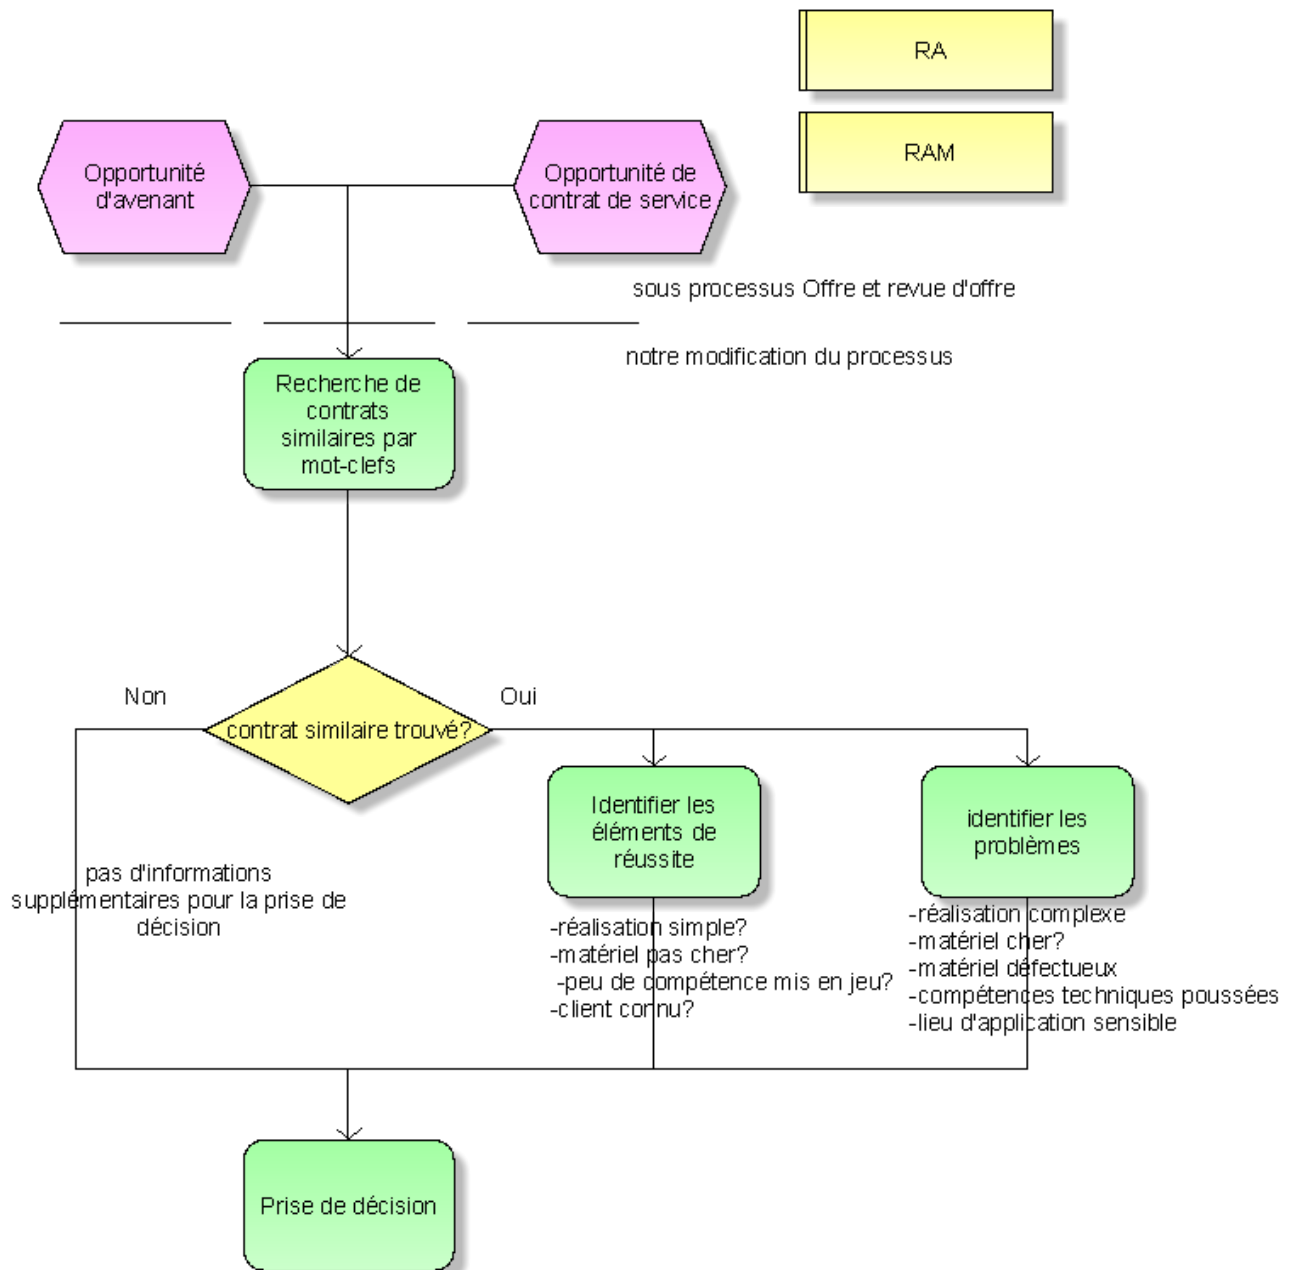 RA
RAM
Opportunité
d'avenant
Opportunité de
contrat de service
sous processus Offre et revue d'offre
notre modification du processus
Recherche de
contrats
similaires par
mot-clefs
Non
Oui
contrat similaire trouvé?
Identifier les
éléments de
réussite
identifier les
problèmes
pas d'informations
supplémentaires pour la prise de
décision
-réalisation simple?
-matériel pas cher?
-peu de compétence mis en jeu?
-client connu?
-réalisation complexe
-matériel cher?
-matériel défectueux
-compétences techniques poussées
-lieu d'application sensible
Prise de décision